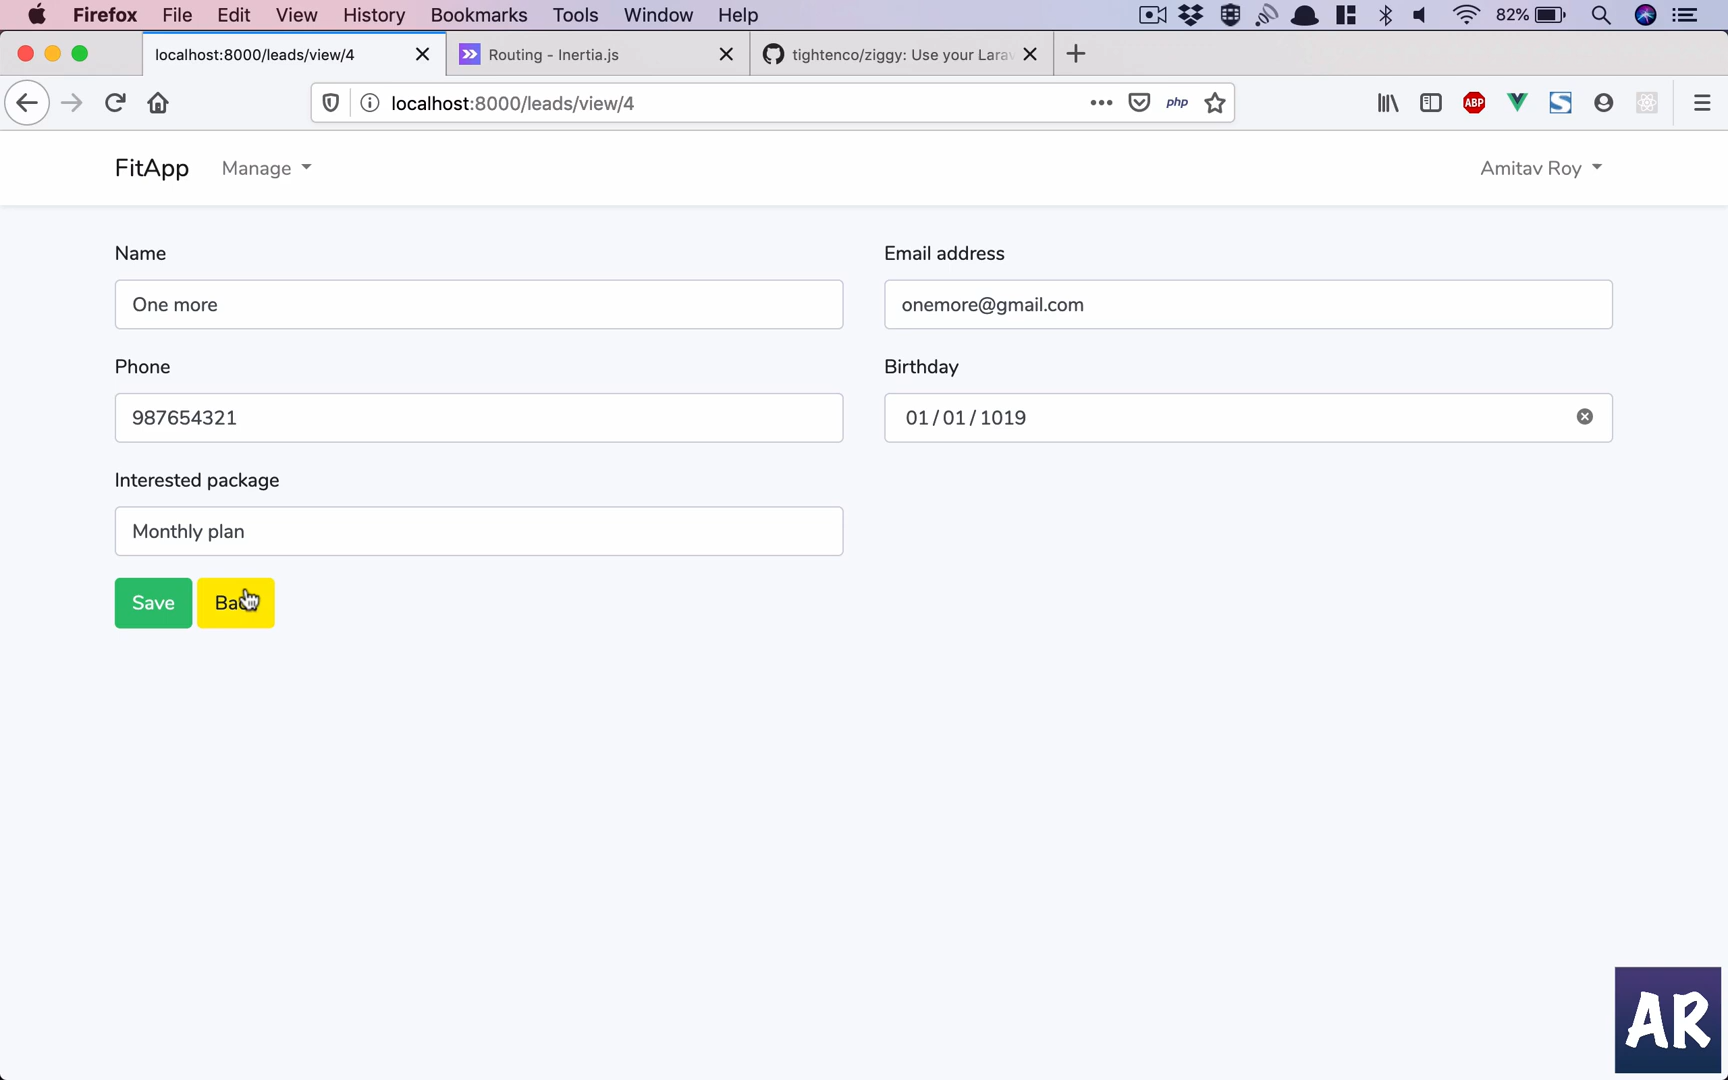 Firefox File Edit View History Bookmarks Tools Window Help 82%
localhost:8000/leads/view/4 Routing - Inertia.js tightenco/ziggy: Use your Larav
localhost:8000/leads/view/4 php ABP S
FitApp Manage Amitav Roy
Name Email address
One more onemore@gmail.com
Phone Birthday
987654321 01/01/1019
Interested package
Monthly plan
Save
AR